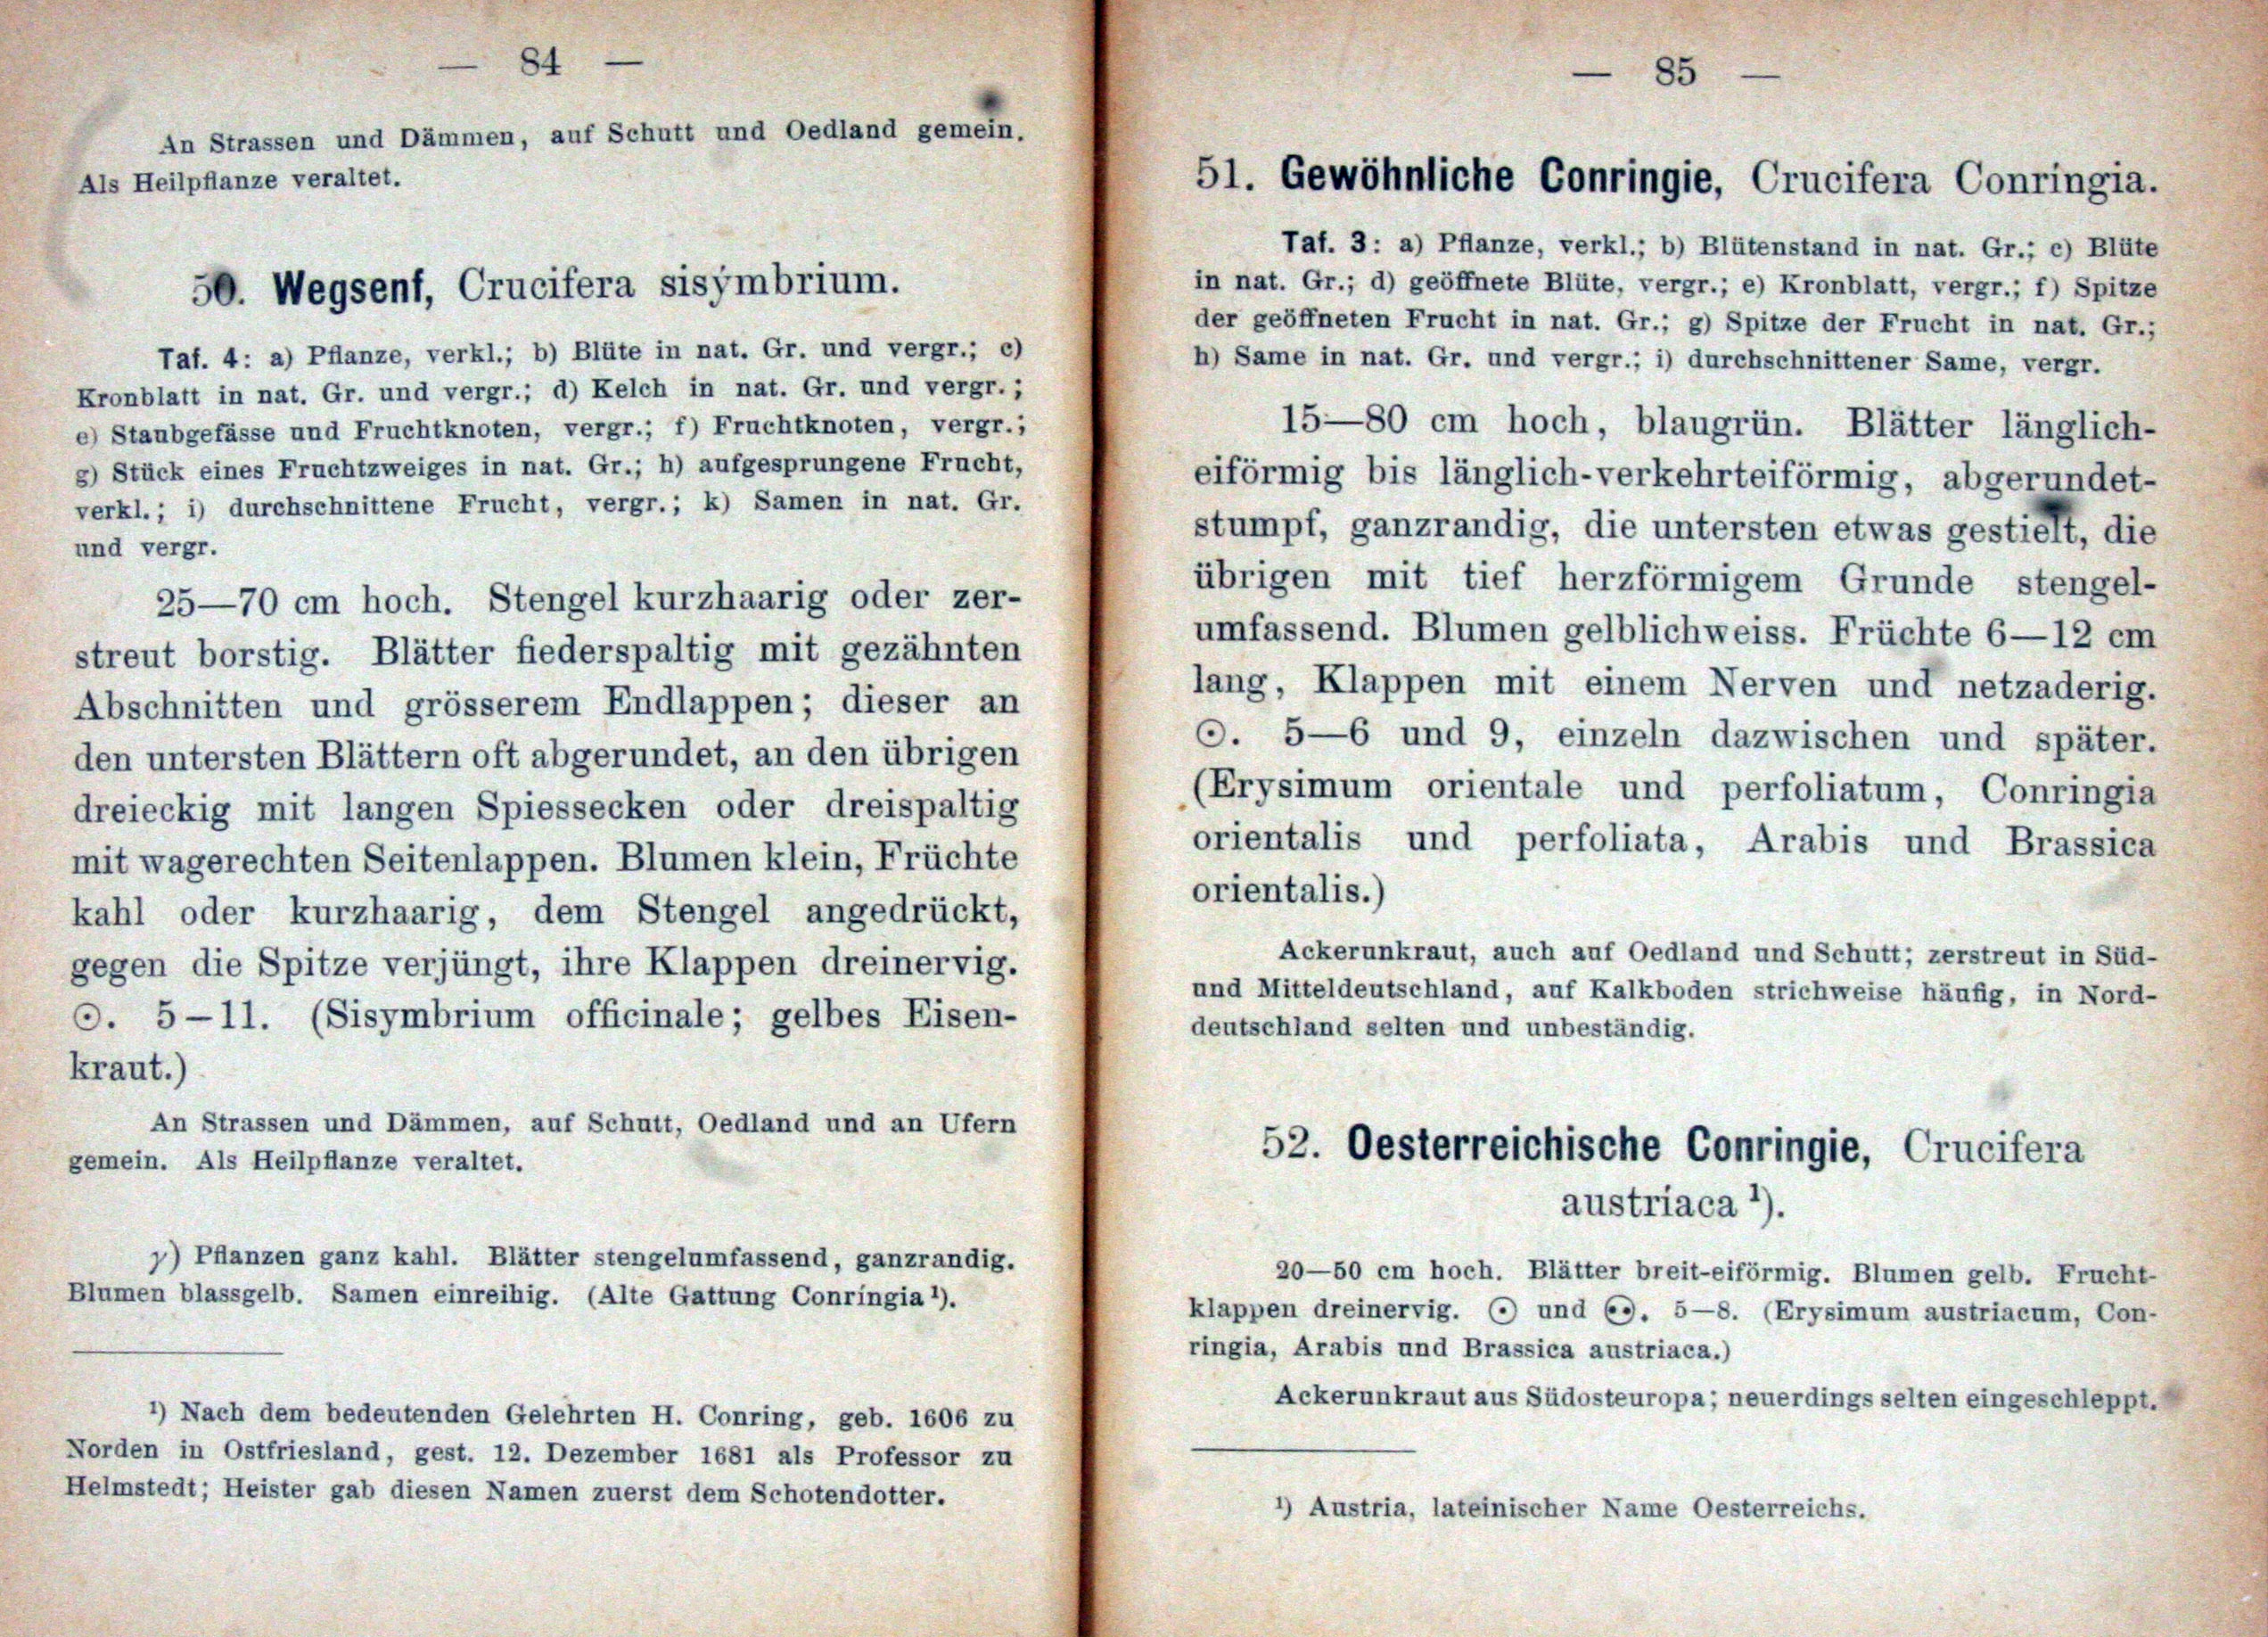 — 84 —
An Strassen und Dämmen, auf Schutt und Oedland gemein.
Als Heilpflanze veraltet.
50. Wegsenf, Crucifera sisymbrium.
Taf. 4: a) Pflanze, verkl.; b) Blüte in nat. Gr. und vergr.; c)
Kronblatt in nat. Gr. und vergr.; d) Kelch in nat. Gr. und vergr.;
e) Staubgefässe und Fruchtknoten, vergr.; f) Fruchtknoten, vergr.;
g) Stück eines Fruchtzweiges in nat. Gr.; h) aufgesprungene Frucht,
verkl.; i) durchschnittene Frucht, vergr.; k) Samen in nat. Gr.
und vergr.
25—70 cm hoch. Stengel kurzhaarig oder zer-
streut borstig. Blätter fiederspaltig mit gezähnten
Abschnitten und grösserem Endlappen; dieser an
den untersten Blättern oft abgerundet, an den übrigen
dreieckig mit langen Spiessecken oder dreispaltig
mit wagerechten Seitenlappen. Blumen klein, Früchte
kahl oder kurzhaarig, dem Stengel angedrückt,
gegen die Spitze verjüngt, ihre Klappen dreinervig.
⊙. 5–11. (Sisymbrium officinale; gelbes Eisen-
kraut.)
An Strassen und Dämmen, auf Schutt, Oedland und an Ufern
gemein. Als Heilpflanze veraltet.
γ) Pflanzen ganz kahl. Blätter stengelumfassend, ganzrandig.
Blumen blassgelb. Samen einreihig. (Alte Gattung Conringia ¹).
¹) Nach dem bedeutenden Gelehrten H. Conring, geb. 1606 zu
Norden in Ostfriesland, gest. 12. Dezember 1681 als Professor zu
Helmstedt; Heister gab diesen Namen zuerst dem Schotendotter.
— 85 —
51. Gewöhnliche Conringie, Crucifera Conringia.
Taf. 3: a) Pflanze, verkl.; b) Blütenstand in nat. Gr.; c) Blüte
in nat. Gr.; d) geöffnete Blüte, vergr.; e) Kronblatt, vergr.; f) Spitze
der geöffneten Frucht in nat. Gr.; g) Spitze der Frucht in nat. Gr.;
h) Same in nat. Gr. und vergr.; i) durchschnittener Same, vergr.
15—80 cm hoch, blaugrün. Blätter länglich-
eiförmig bis länglich-verkehrteiförmig, abgerundet-
stumpf, ganzrandig, die untersten etwas gestielt, die
übrigen mit tief herzförmigem Grunde stengel-
umfassend. Blumen gelblichweiss. Früchte 6—12 cm
lang, Klappen mit einem Nerven und netzaderig.
⊙. 5—6 und 9, einzeln dazwischen und später.
(Erysimum orientale und perfoliatum, Conringia
orientalis und perfoliata, Arabis und Brassica
orientalis.)
Ackerunkraut, auch auf Oedland und Schutt; zerstreut in Süd-
und Mitteldeutschland, auf Kalkboden strichweise häufig, in Nord-
deutschland selten und unbeständig.
52. Oesterreichische Conringie, Crucifera
austriaca ¹).
20—50 cm hoch. Blätter breit-eiförmig. Blumen gelb. Frucht-
klappen dreinervig. ⊙ und ⊙⊙. 5—8. (Erysimum austriacum, Con-
ringia, Arabis und Brassica austriaca.)
Ackerunkraut aus Südosteuropa; neuerdings selten eingeschleppt.
¹) Austria, lateinischer Name Oesterreichs.